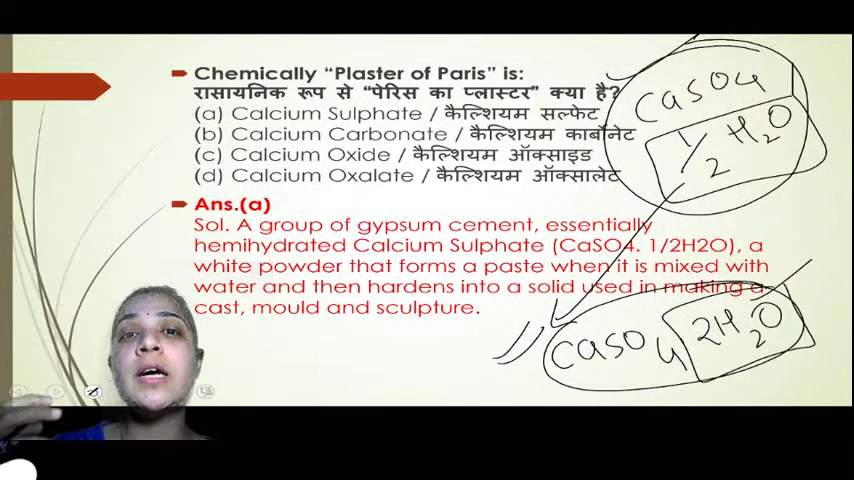 Chemically “Plaster of Paris” is:
रासायनिक रूप से “पेरिस का प्लास्टर” क्या है?
(a) Calcium Sulphate / कैल्शियम सल्फेट
(b) Calcium Carbonate / कैल्शियम कार्बोनेट
(c) Calcium Oxide / कैल्शियम ऑक्साइड
(d) Calcium Oxalate / कैल्शियम ऑक्सालेट
Ans.(a)
Sol. A group of gypsum cement, essentially
hemihydrated Calcium Sulphate (CaSO4. 1/2H2O), a
white powder that forms a paste when it is mixed with
water and then hardens into a solid used in making a
cast, mould and sculpture.
CaSO4
1/2 H2O
CaSO4 2H2O